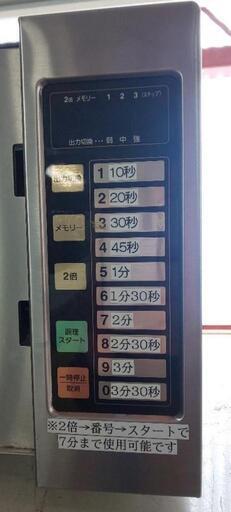 2倍 メモリー 1 2 3 (ステップ)
出力切換・・・弱 中 強
出力切換
メモリー
2倍
調理
スタート
一時停止
取消
1 10秒
2 20秒
3 30秒
4 45秒
5 1分
6 1分30秒
7 2分
8 2分30秒
9 3分
0 3分30秒
※2倍→番号→スタートで
7分まで使用可能です